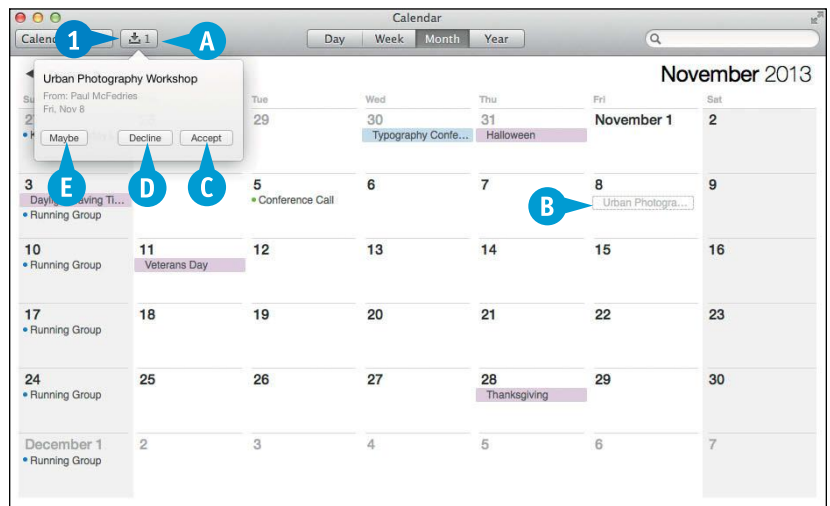 Calendar
Calen
1
1
A
Day Week Month Year
Urban Photography Workshop
From: Paul McFedries
Fri, Nov 8
Maybe Decline Accept
E
D
C
November 2013
Tue Wed Thu Fri Sat
29 30 31 November 1 2
Typography Confe... Halloween
3 5 6 7 8 9
Daylig aving Ti... Conference Call B Urban Photogra...
Running Group
10 11 12 13 14 15 16
Running Group Veterans Day
17 18 19 20 21 22 23
Running Group
24 25 26 27 28 29 30
Running Group Thanksgiving
December 1 2 3 4 5 6 7
Running Group